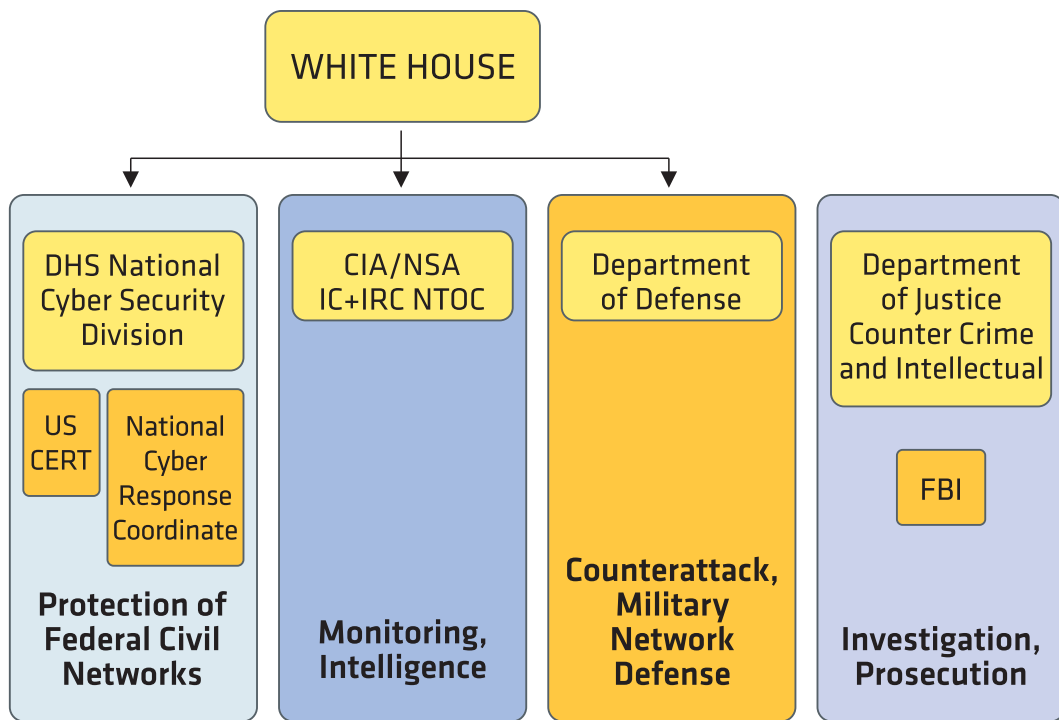 WHITE HOUSE
DHS National
Cyber Security
Division
US
CERT
National
Cyber
Response
Coordinate
Protection of
Federal Civil
Networks
CIA/NSA
IC+IRC NTOC
Monitoring,
Intelligence
Department
of Defense
Counterattack,
Military
Network
Defense
Department
of Justice
Counter Crime
and Intellectual
FBI
Investigation,
Prosecution